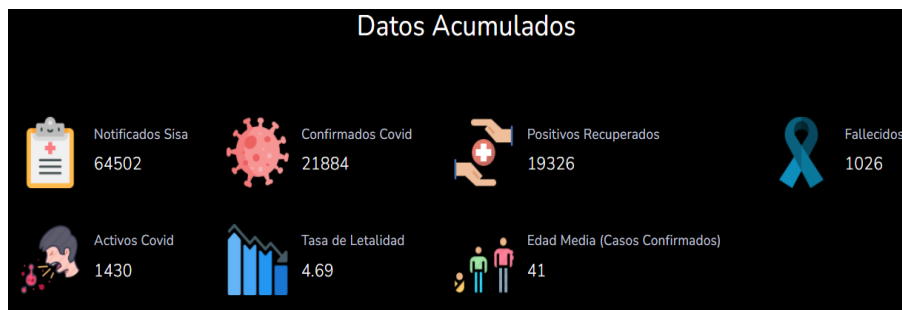 Datos Acumulados
Notificados Sisa
64502
Confirmados Covid
21884
Positivos Recuperados
19326
Fallecidos
1026
Activos Covid
1430
Tasa de Letalidad
4.69
Edad Media (Casos Confirmados)
41